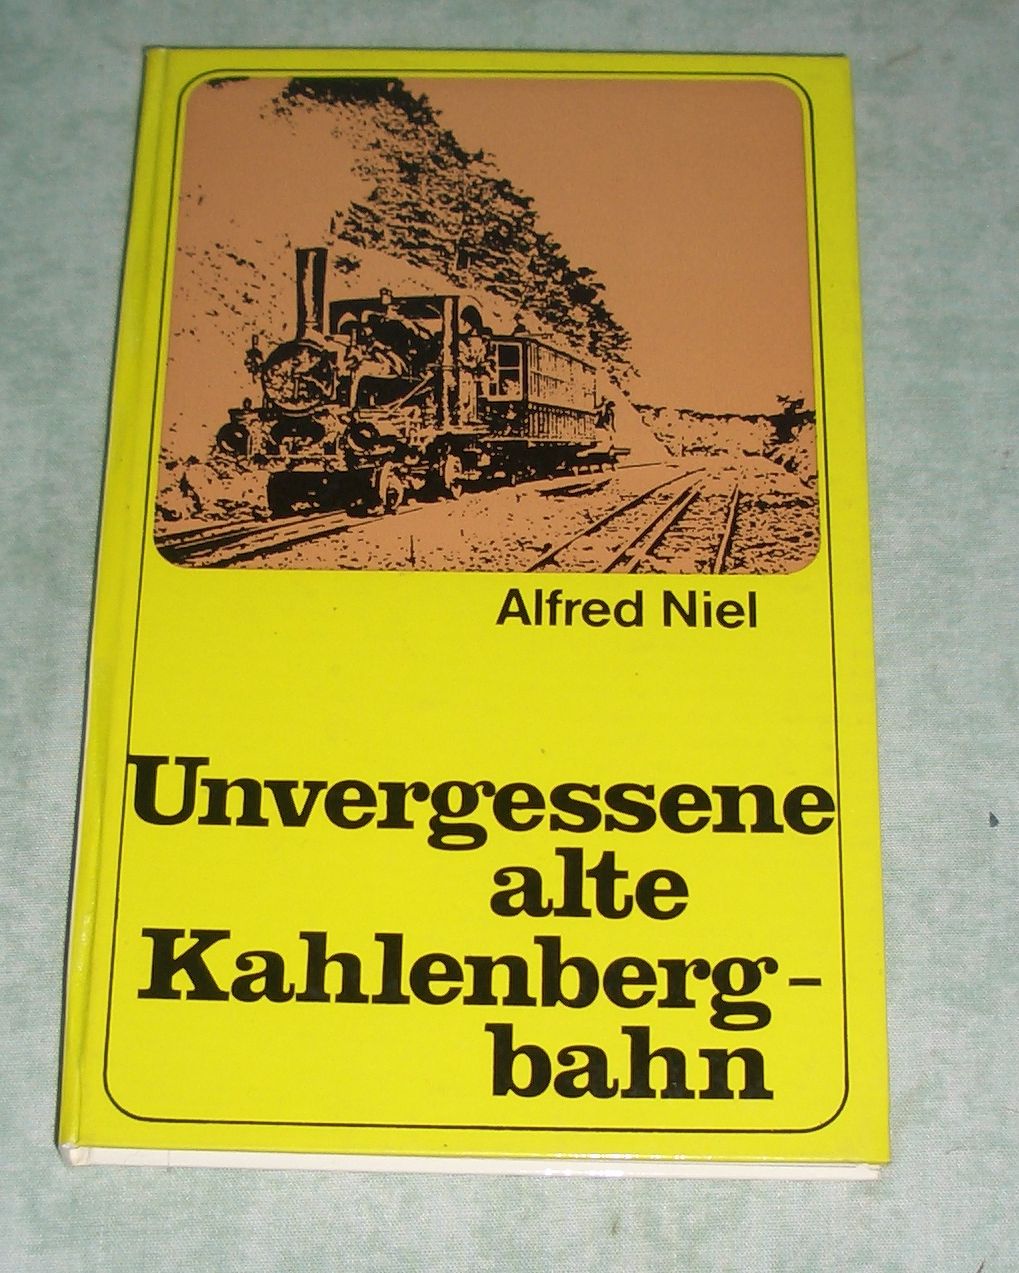 Alfred Niel
Unvergessene
alte
Kahlenberg-
bahn